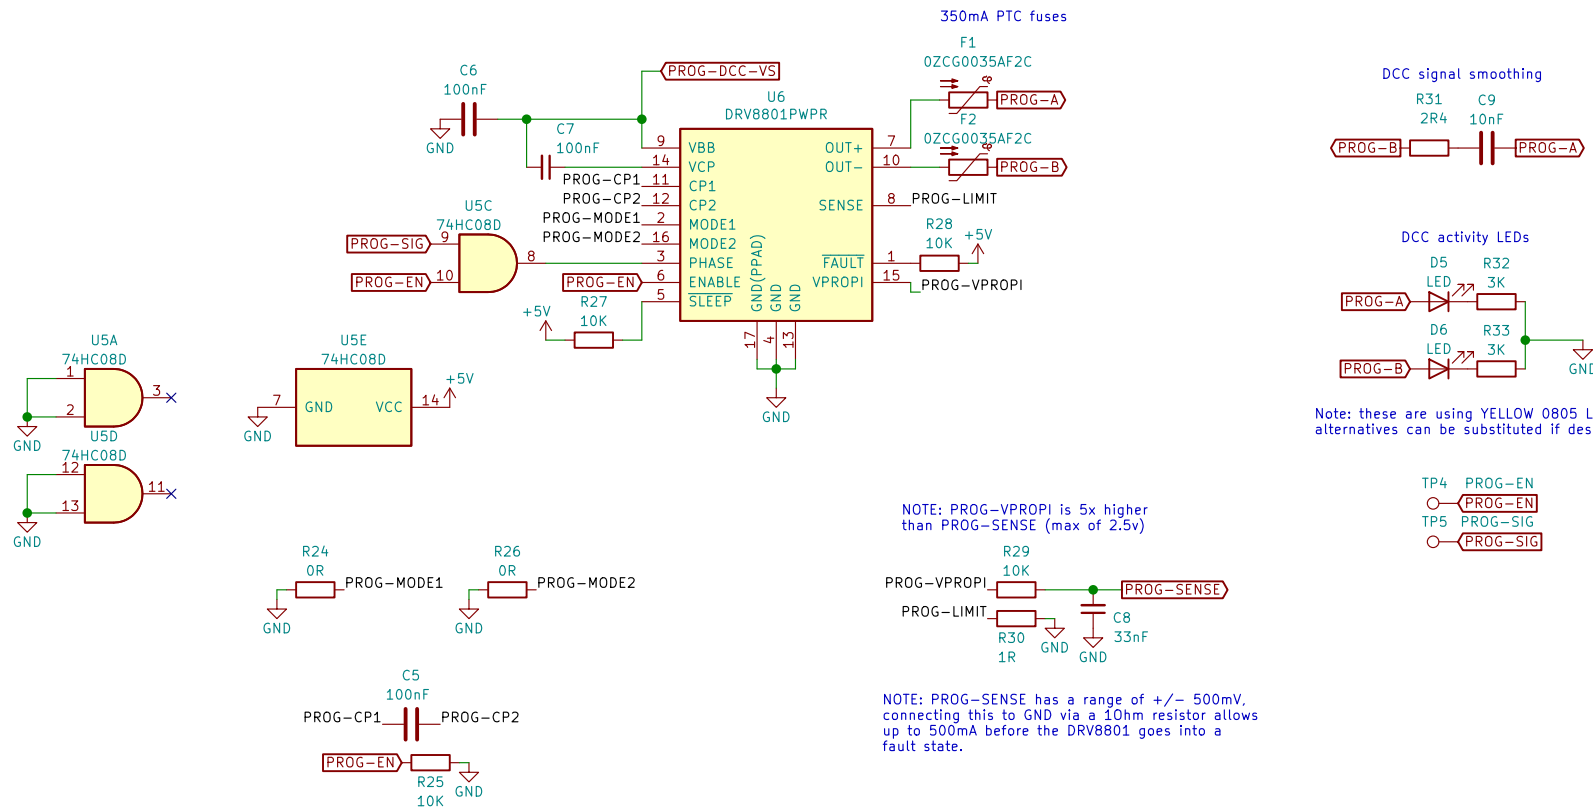 350mA PTC fuses
F1
0ZCG0035AF2C
PROG-DCC-VS
PROG-A
C6
100nF
GND
C7
100nF
U6
DRV8801PWPR
F2
0ZCG0035AF2C
PROG-B
9 VBB
14 VCP
11 CP1
12 CP2
2 MODE1
16 MODE2
3 PHASE
6 ENABLE
5 SLEEP
OUT+ 7
OUT- 10
SENSE 8
FAULT 1
VPROPI 15
GND(PPAD)
GND
GND
17
4
13
GND
PROG-CP1
PROG-CP2
PROG-MODE1
PROG-MODE2
PROG-LIMIT
R28
10K
+5V
PROG-VPROPI
U5C
74HC08D
PROG-SIG
9
PROG-EN
10
8
PROG-EN
R27
10K
+5V
DCC signal smoothing
R31
2R4
C9
10nF
PROG-B
PROG-A
DCC activity LEDs
D5
LED
R32
3K
PROG-A
D6
LED
R33
3K
PROG-B
GND
Note: these are using YELLOW 0805 L
alternatives can be substituted if des
TP4 PROG-EN
PROG-EN
TP5 PROG-SIG
PROG-SIG
U5A
74HC08D
1
2
3
GND
U5D
74HC08D
12
13
11
GND
U5E
74HC08D
7
GND
VCC
14
+5V
GND
R24
0R
PROG-MODE1
GND
R26
0R
PROG-MODE2
GND
C5
100nF
PROG-CP1
PROG-CP2
PROG-EN
R25
10K
GND
NOTE: PROG-VPROPI is 5x higher
than PROG-SENSE (max of 2.5v)
R29
10K
PROG-VPROPI
PROG-SENSE
PROG-LIMIT
R30
1R
GND
C8
33nF
GND
NOTE: PROG-SENSE has a range of +/- 500mV,
connecting this to GND via a 1Ohm resistor allows
up to 500mA before the DRV8801 goes into a
fault state.